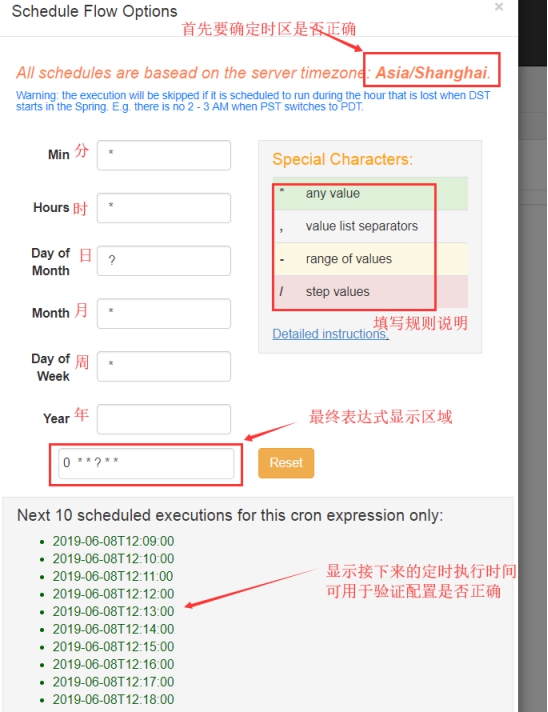 Schedule Flow Options
×
首先要确定时区是否正确
All schedules are basead on the server timezone: Asia/Shanghai.
Warning: the execution will be skipped if it is scheduled to run during the hour that is lost when DST
starts in the Spring. E.g. there is no 2 - 3 AM when PST switches to PDT.
Min 分 *
Hours 时 *
Day of
Month 日 ?
Month 月 *
Day of
Week 周 *
Year 年
Special Characters:
* any value
, value list separators
- range of values
/ step values
填写规则说明
Detailed instructions.
最终表达式显示区域
0 * * ? * *
Reset
Next 10 scheduled executions for this cron expression only:
2019-06-08T12:09:00
2019-06-08T12:10:00
2019-06-08T12:11:00
2019-06-08T12:12:00
2019-06-08T12:13:00
2019-06-08T12:14:00
2019-06-08T12:15:00
2019-06-08T12:16:00
2019-06-08T12:17:00
2019-06-08T12:18:00
显示接下来的定时执行时间
可用于验证配置是否正确